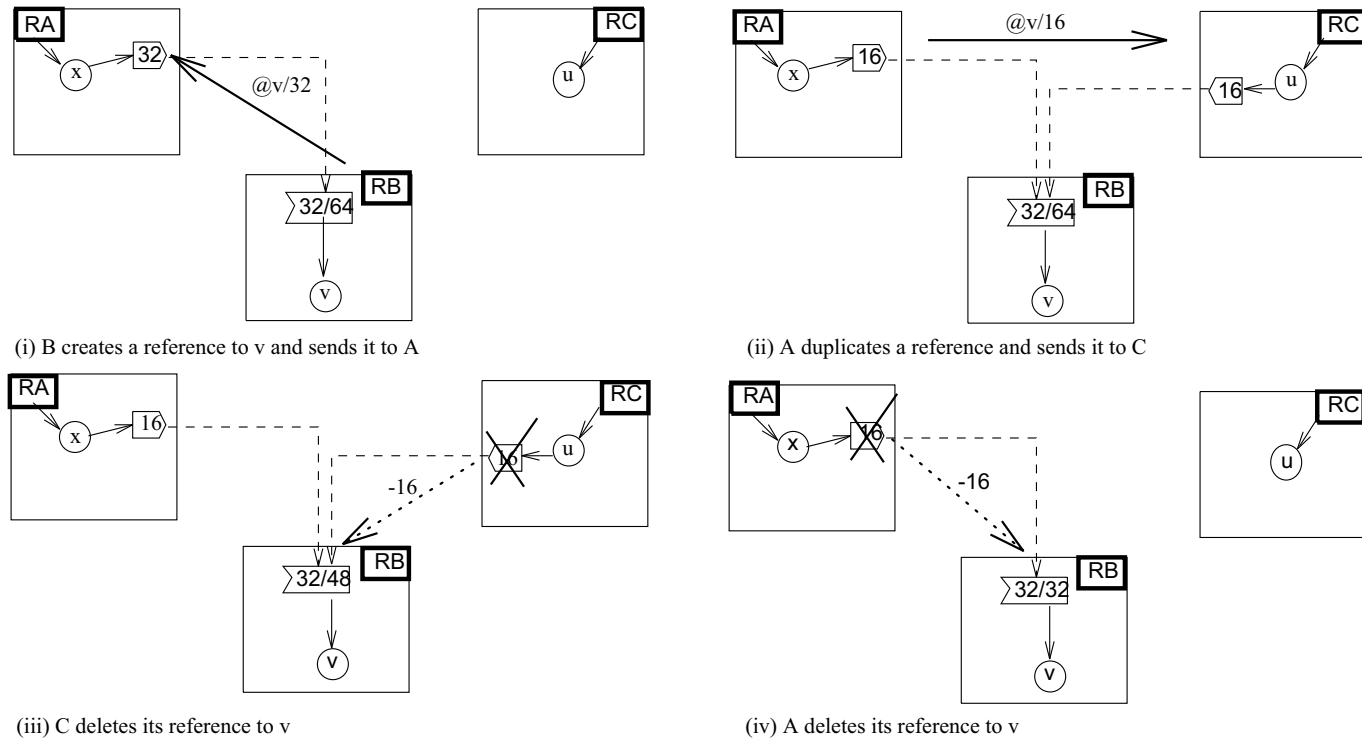 RA
32
x
@v/32
RC
u
RB
32/64
v
(i) B creates a reference to v and sends it to A
RA
16
x
@v/16
RC
u
16
RB
32/64
v
(ii) A duplicates a reference and sends it to C
RA
16
x
RC
u
16
-16
RB
32/48
v
(iii) C deletes its reference to v
RA
16
x
-16
RC
u
RB
32/32
v
(iv) A deletes its reference to v